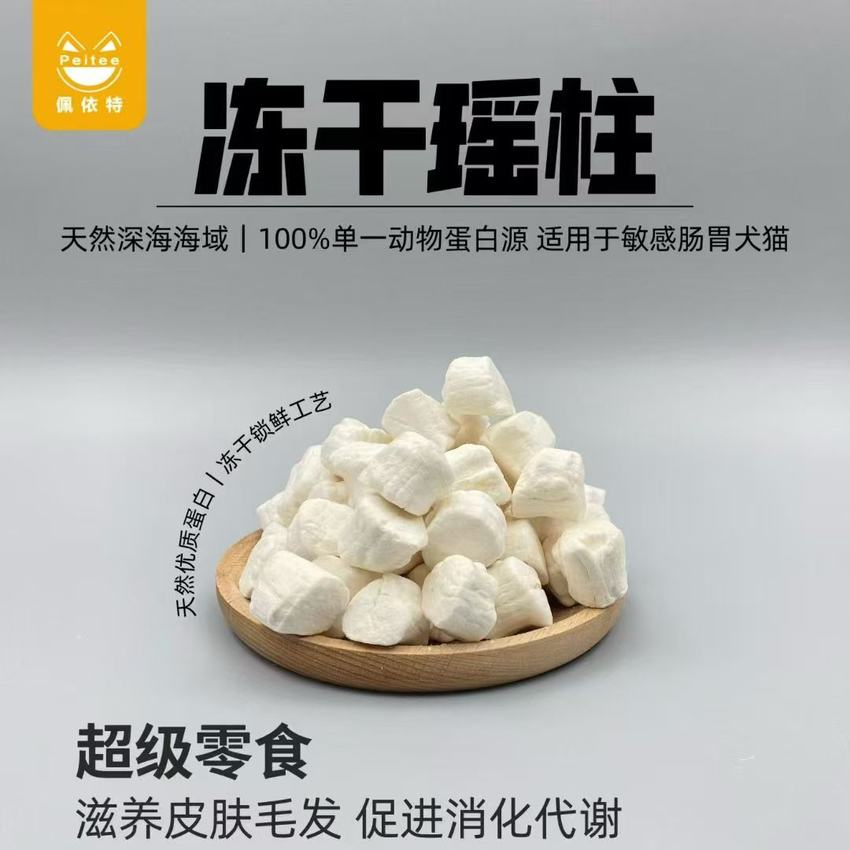 Peitee
佩依特
冻干瑶柱
天然深海海域|100%单一动物蛋白源 适用于敏感肠胃犬猫
天然优质蛋白|冻干锁鲜工艺
超级零食
滋养皮肤毛发 促进消化代谢